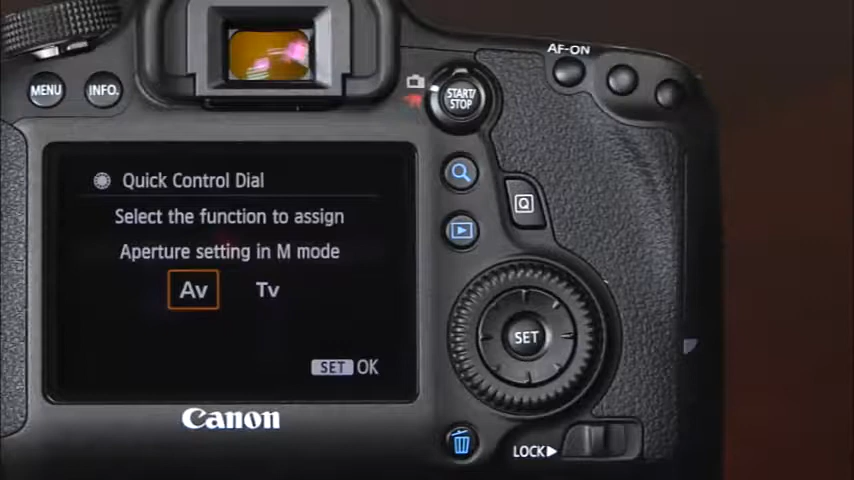 AF-ON
MENU
INFO.
START/
STOP
Quick Control Dial
Select the function to assign
Q
Aperture setting in M mode
Av
Tv
SET
SET OK
Canon
LOCK▶